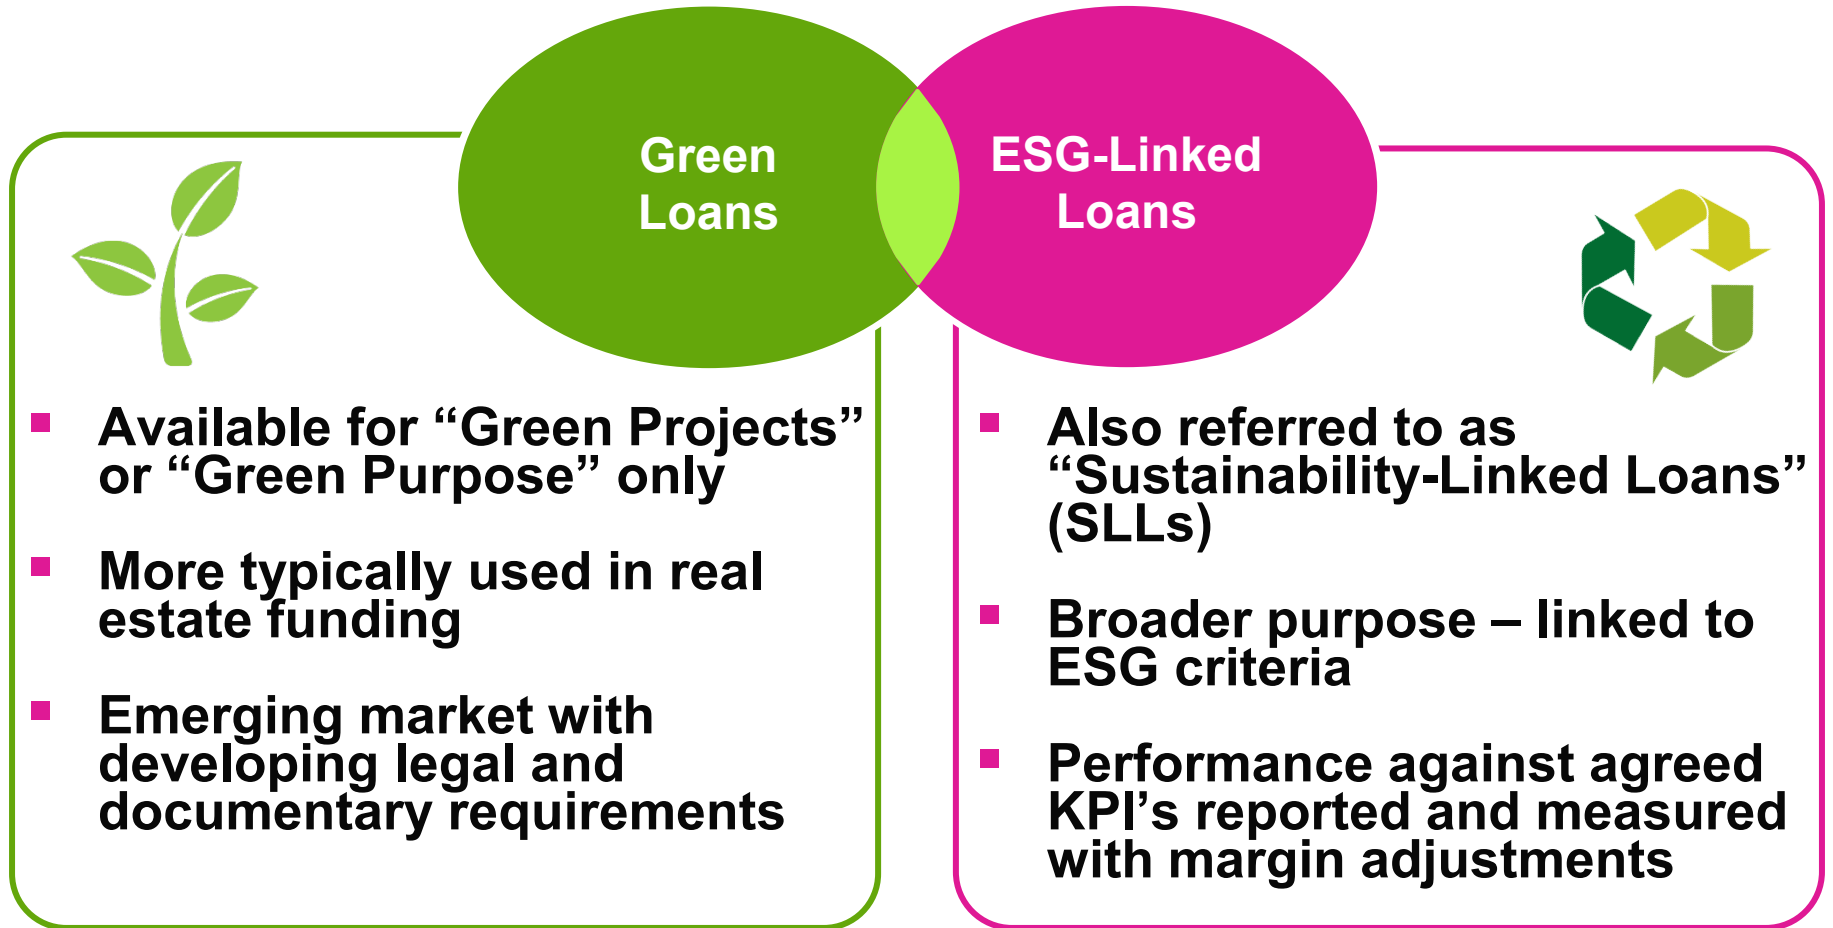 Green
Loans
ESG-Linked
Loans
▪ Available for “Green Projects”
or “Green Purpose” only
▪ More typically used in real
estate funding
▪ Emerging market with
developing legal and
documentary requirements
▪ Also referred to as
“Sustainability-Linked Loans”
(SLLs)
▪ Broader purpose – linked to
ESG criteria
▪ Performance against agreed
KPI’s reported and measured
with margin adjustments